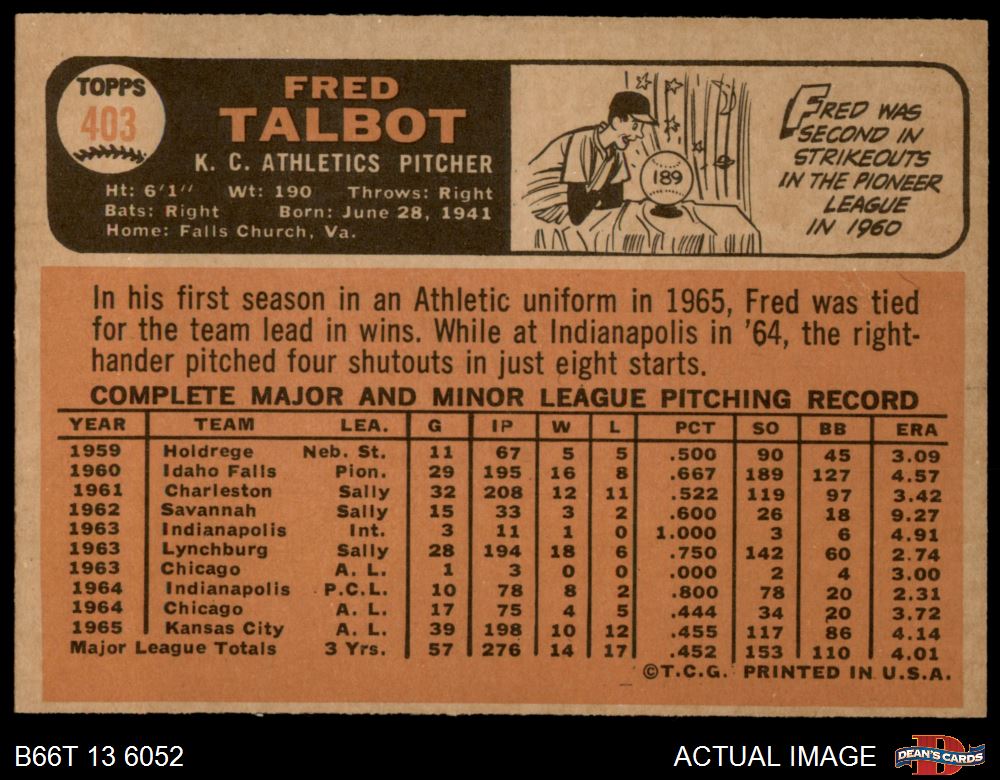 TOPPS
403
FRED
TALBOT
K. C. ATHLETICS PITCHER
Ht: 6'1" Wt: 190 Throws: Right
Bats: Right Born: June 28, 1941
Home: Falls Church, Va.
189
FRED WAS
SECOND IN
STRIKEOUTS
IN THE PIONEER
LEAGUE
IN 1960
In his first season in an Athletic uniform in 1965, Fred was tied
for the team lead in wins. While at Indianapolis in '64, the right-
hander pitched four shutouts in just eight starts.
COMPLETE MAJOR AND MINOR LEAGUE PITCHING RECORD
YEAR TEAM LEA. G IP W L PCT SO BB ERA
1959 Holdrege Neb. St. 11 67 5 5 .500 90 45 3.09
1960 Idaho Falls Pion. 29 195 16 8 .667 189 127 4.57
1961 Charleston Sally 32 208 12 11 .522 119 97 3.42
1962 Savannah Sally 15 33 3 2 .600 26 18 9.27
1963 Indianapolis Int. 3 11 1 0 1.000 3 6 4.91
1963 Lynchburg Sally 28 194 18 6 .750 142 60 2.74
1963 Chicago A. L. 1 3 0 0 .000 2 4 3.00
1964 Indianapolis P.C.L. 10 78 8 2 .800 78 20 2.31
1964 Chicago A. L. 17 75 4 5 .444 34 20 3.72
1965 Kansas City A. L. 39 198 10 12 .455 117 86 4.14
Major League Totals 3 Yrs. 57 276 14 17 .452 153 110 4.01
©T.C.G. PRINTED IN U.S.A.
B66T 13 6052
ACTUAL IMAGE
DEAN'S CARDS